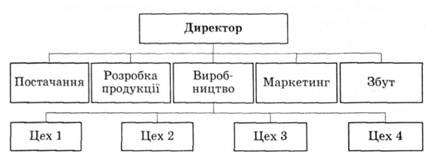 Директор
Постачання
Розробка
продукції
Вироб-
ництво
Маркетинг
Збут
Цех 1
Цех 2
Цех 3
Цех 4